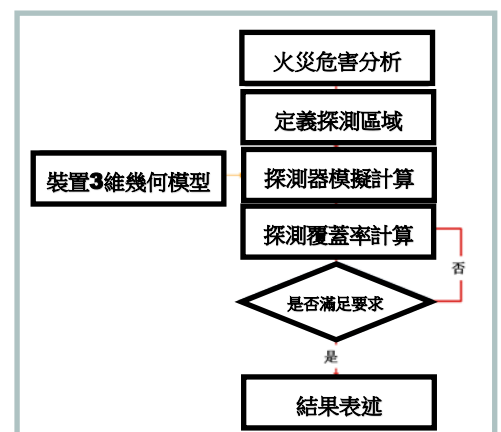 火災危害分析
定義探測區域
裝置3維幾何模型
探測器模擬計算
探測覆蓋率計算
否
是否滿足要求
是
結果表述